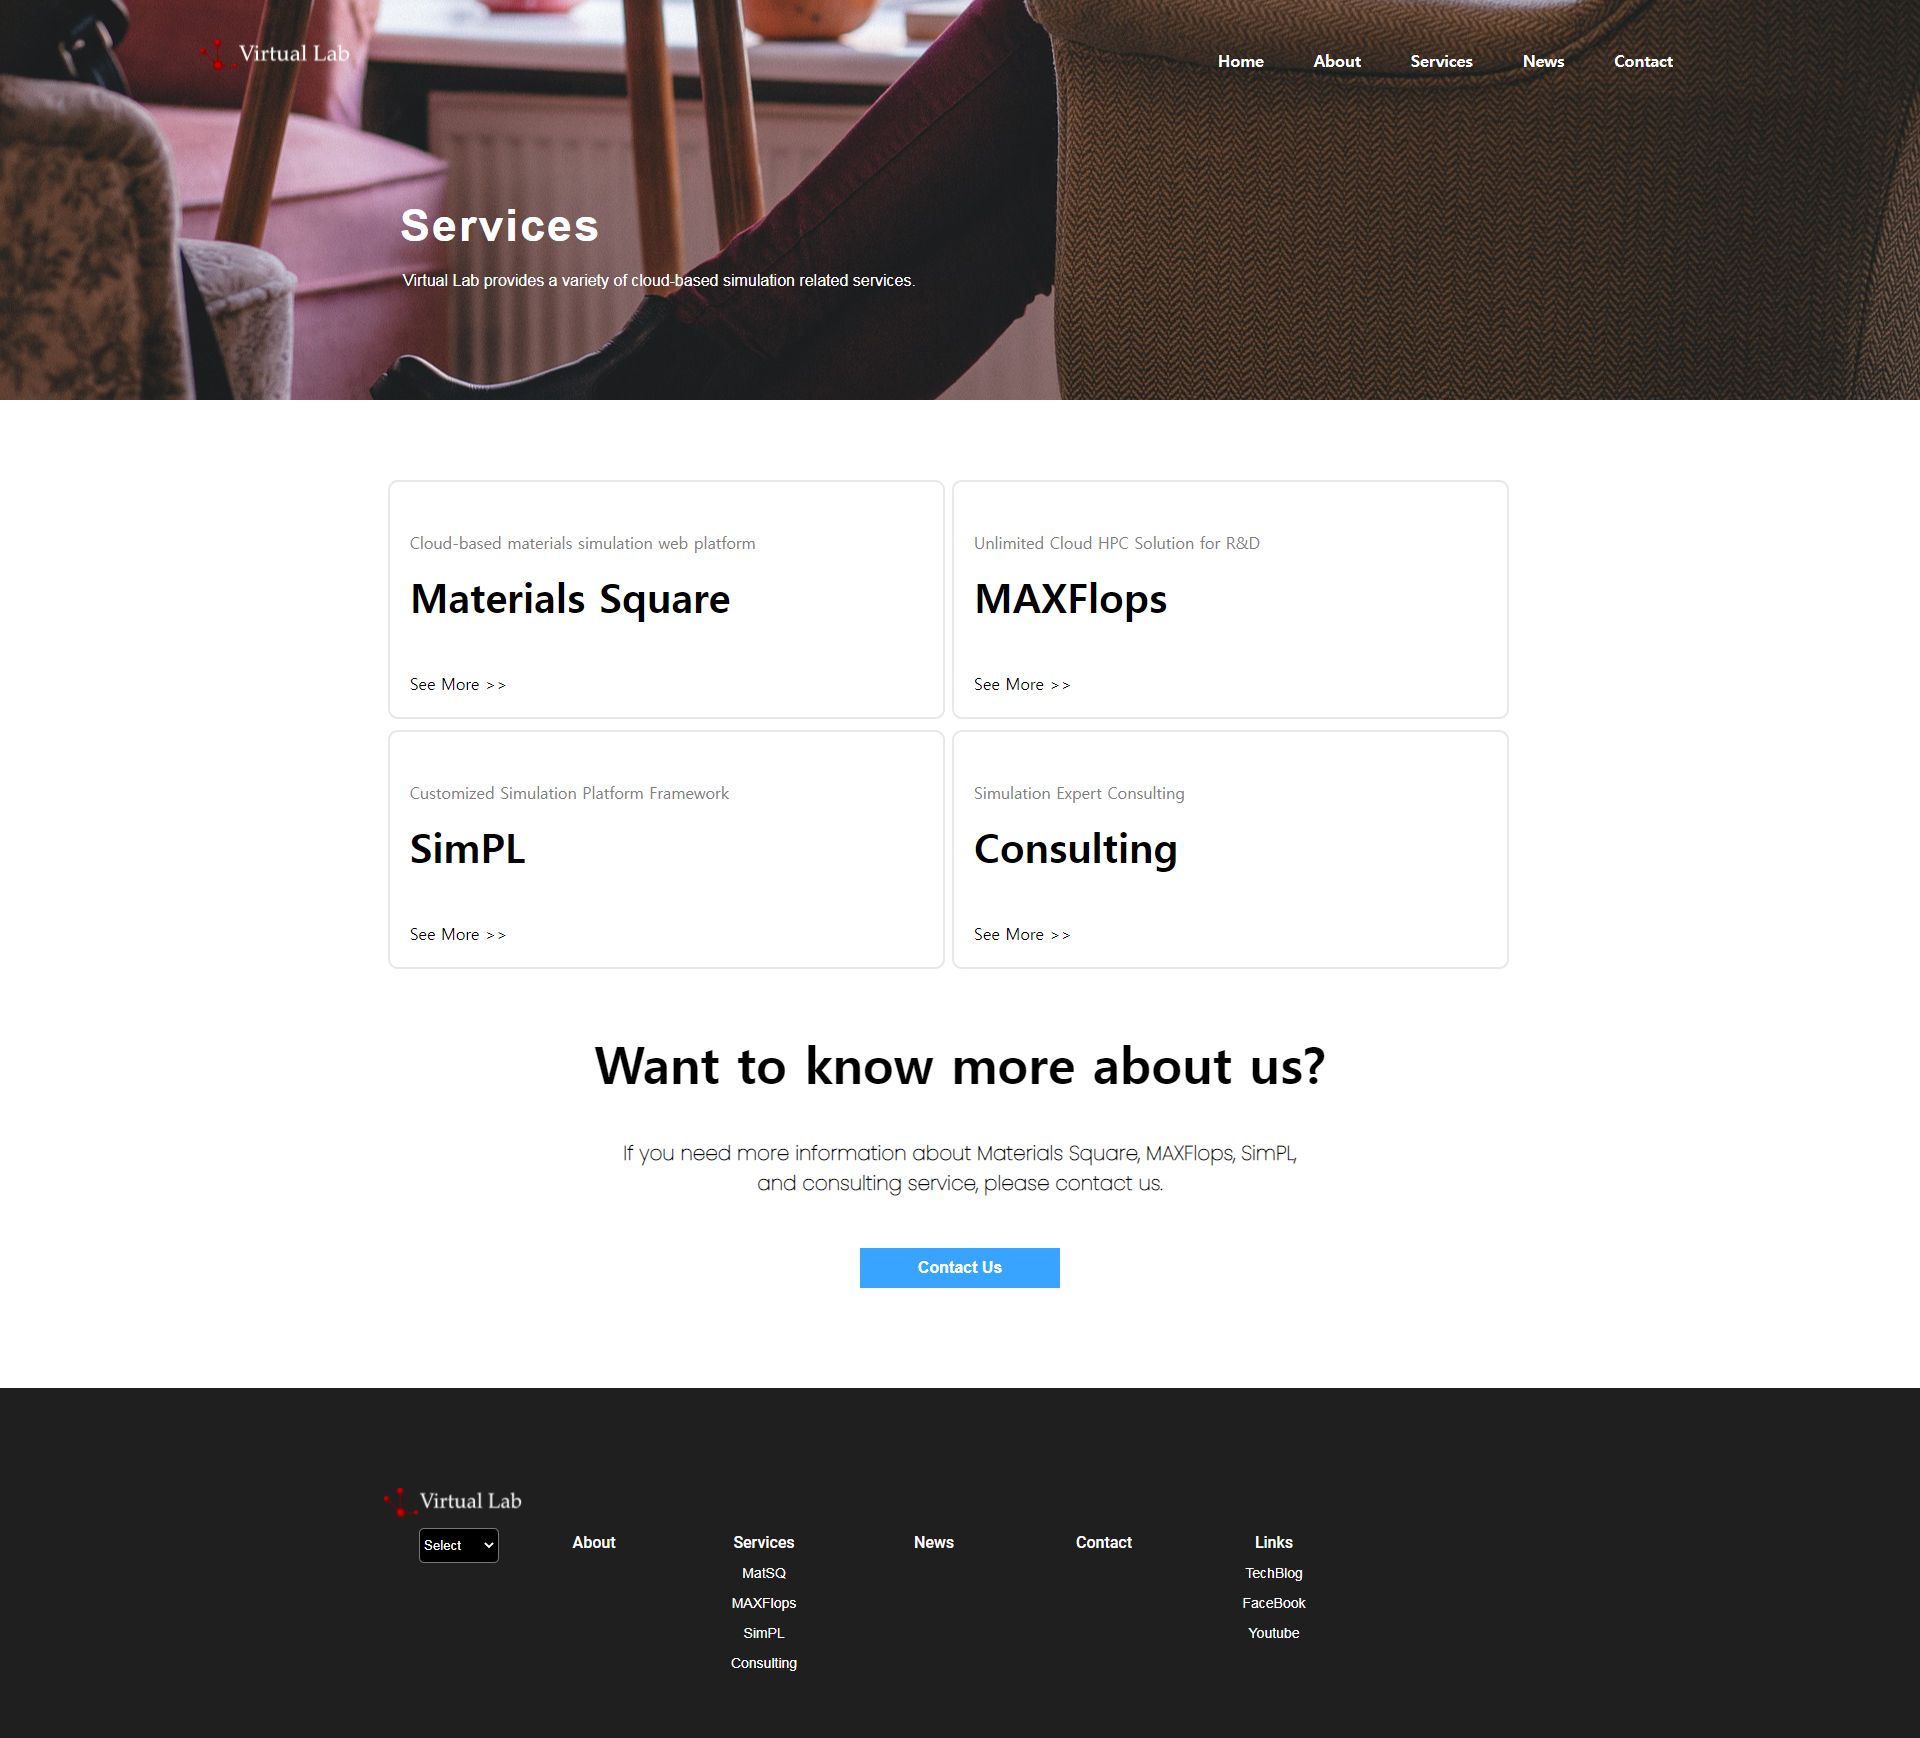 Virtual Lab
Home About Services News Contact
Services
Virtual Lab provides a variety of cloud-based simulation related services.
Cloud-based materials simulation web platform
Materials Square
See More >>
Unlimited Cloud HPC Solution for R&D
MAXFlops
See More >>
Customized Simulation Platform Framework
SimPL
See More >>
Simulation Expert Consulting
Consulting
See More >>
Want to know more about us?
If you need more information about Materials Square, MAXFlops, SimPL,
and consulting service, please contact us.
Contact Us
Virtual Lab
Select
About
Services
MatSQ
MAXFlops
SimPL
Consulting
News
Contact
Links
TechBlog
FaceBook
Youtube